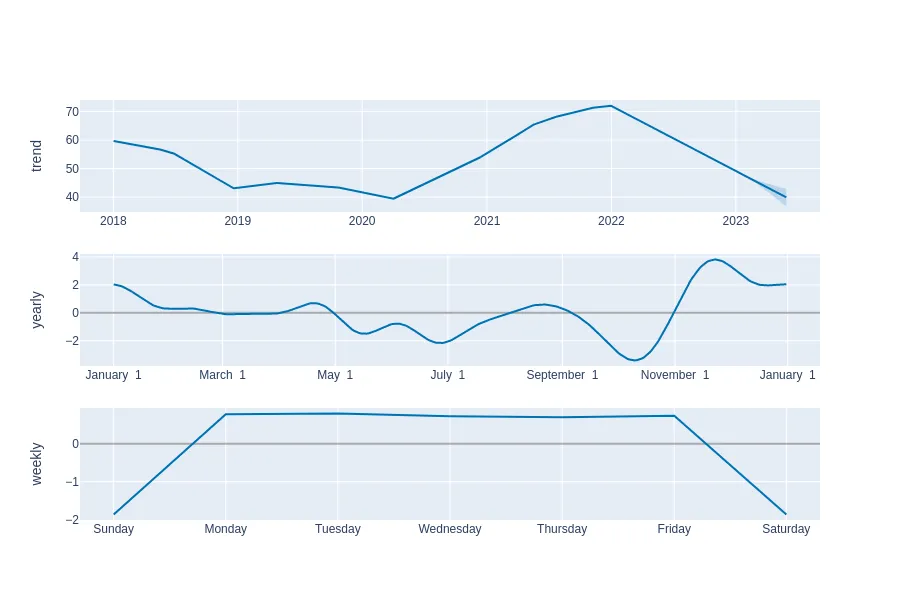 trend
70
60
50
40
2018 2019 2020 2021 2022 2023
yearly
4
2
0
−2
January 1 March 1 May 1 July 1 September 1 November 1 January 1
weekly
0
−1
−2
Sunday Monday Tuesday Wednesday Thursday Friday Saturday